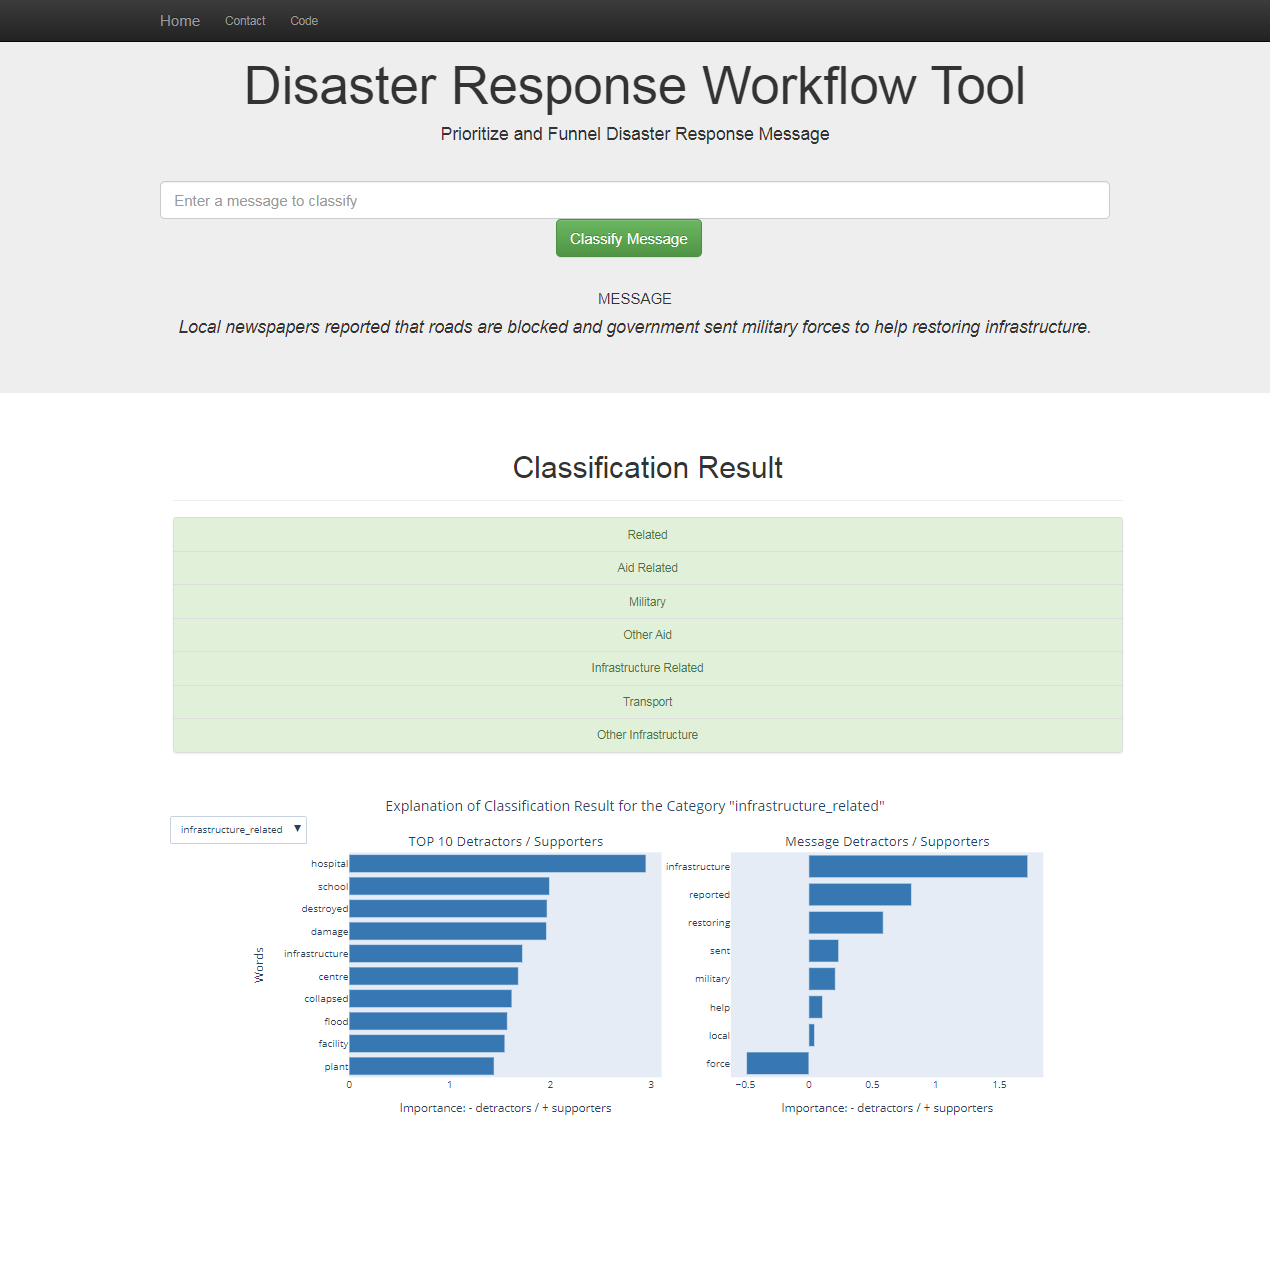 Home Contact Code
Disaster Response Workflow Tool
Prioritize and Funnel Disaster Response Message
Enter a message to classify
Classify Message
MESSAGE
Local newspapers reported that roads are blocked and government sent military forces to help restoring infrastructure.
Classification Result
Related
Aid Related
Military
Other Aid
Infrastructure Related
Transport
Other Infrastructure
Explanation of Classification Result for the Category "infrastructure_related"
infrastructure_related ▼
TOP 10 Detractors / Supporters
Words
hospital
school
destroyed
damage
infrastructure
centre
collapsed
flood
facility
plant
0 1 2 3
Importance: - detractors / + supporters
Message Detractors / Supporters
infrastructure
reported
restoring
sent
military
help
local
force
−0.5 0 0.5 1 1.5
Importance: - detractors / + supporters